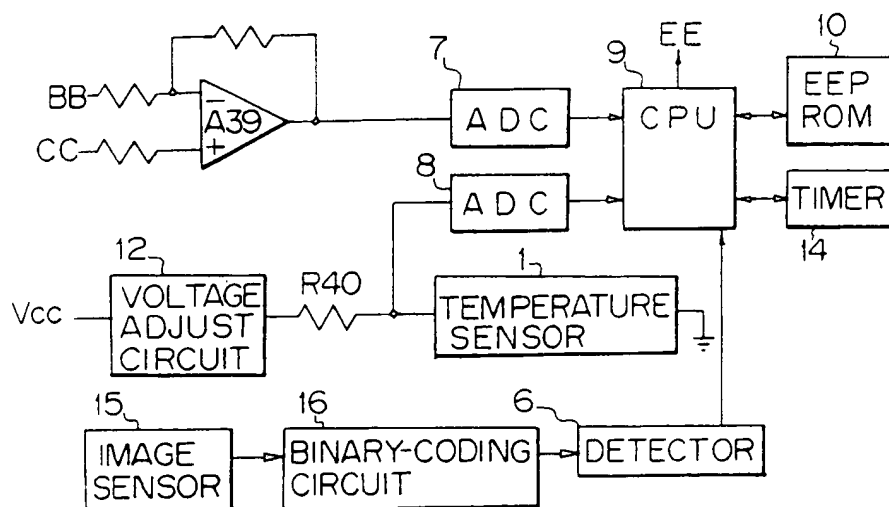 10
EE
7
9
EEP
ROM
BB
−
A39
+
CC
ADC
CPU
8
ADC
TIMER
14
12
R40
1
Vcc
VOLTAGE
ADJUST
CIRCUIT
TEMPERATURE
SENSOR
15
16
6
IMAGE
SENSOR
BINARY-CODING
CIRCUIT
DETECTOR